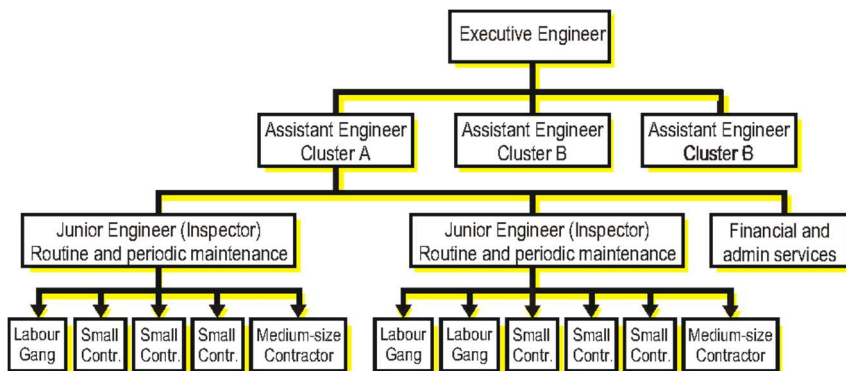 Executive Engineer
Assistant Engineer
Cluster A
Assistant Engineer
Cluster B
Assistant Engineer
Cluster B
Junior Engineer (Inspector)
Routine and periodic maintenance
Junior Engineer (Inspector)
Routine and periodic maintenance
Financial and
admin services
Labour
Gang
Small
Contr.
Small
Contr.
Small
Contr.
Medium-size
Contractor
Labour
Gang
Labour
Gang
Small
Contr.
Small
Contr.
Small
Contr.
Medium-size
Contractor